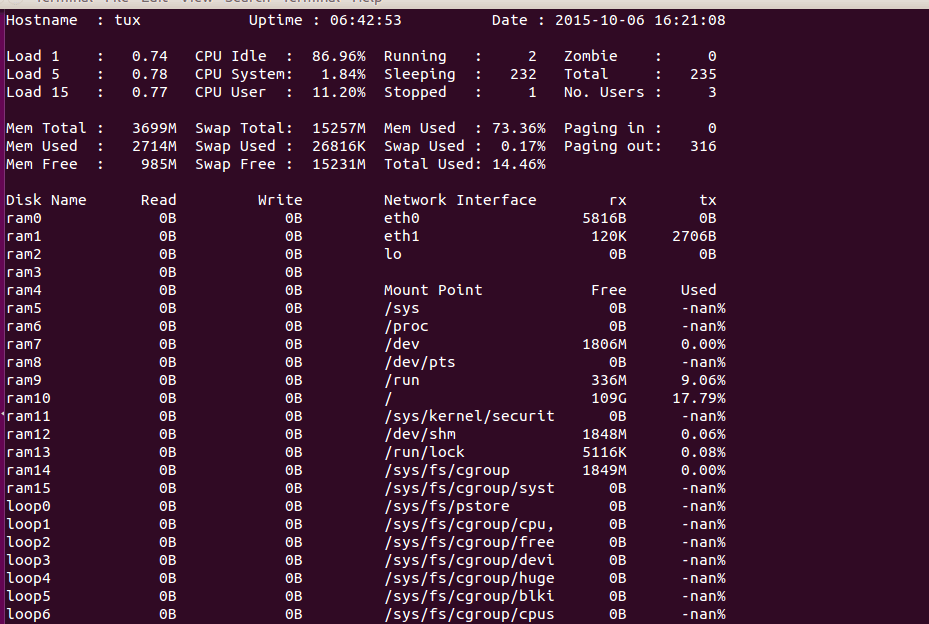 Terminal File Edit View Search Terminal Help
Hostname  : tux            Uptime : 06:42:53          Date : 2015-10-06 16:21:08
Load 1    :   0.74  CPU Idle  :  86.96%  Running   :     2   Zombie    :     0
Load 5    :   0.78  CPU System:   1.84%  Sleeping  :   232   Total     :   235
Load 15   :   0.77  CPU User  :  11.20%  Stopped   :     1   No. Users :     3
Mem Total :   3699M  Swap Total:  15257M  Mem Used  : 73.36%  Paging in :     0
Mem Used  :   2714M  Swap Used :  26816K  Swap Used :  0.17%  Paging out:   316
Mem Free  :    985M  Swap Free :  15231M  Total Used: 14.46%
Disk Name      Read         Write         Network Interface        rx        tx
ram0             0B            0B         eth0                  5816B        0B
ram1             0B            0B         eth1                   120K     2706B
ram2             0B            0B         lo                       0B        0B
ram3             0B            0B
ram4             0B            0B         Mount Point            Free      Used
ram5             0B            0B         /sys                     0B     -nan%
ram6             0B            0B         /proc                    0B     -nan%
ram7             0B            0B         /dev                  1806M     0.00%
ram8             0B            0B         /dev/pts                 0B     -nan%
ram9             0B            0B         /run                   336M     9.06%
ram10            0B            0B         /                      109G    17.79%
ram11            0B            0B         /sys/kernel/securit      0B     -nan%
ram12            0B            0B         /dev/shm              1848M     0.06%
ram13            0B            0B         /run/lock             5116K     0.08%
ram14            0B            0B         /sys/fs/cgroup        1849M     0.00%
ram15            0B            0B         /sys/fs/cgroup/syst      0B     -nan%
loop0            0B            0B         /sys/fs/pstore           0B     -nan%
loop1            0B            0B         /sys/fs/cgroup/cpu,      0B     -nan%
loop2            0B            0B         /sys/fs/cgroup/free      0B     -nan%
loop3            0B            0B         /sys/fs/cgroup/devi      0B     -nan%
loop4            0B            0B         /sys/fs/cgroup/huge      0B     -nan%
loop5            0B            0B         /sys/fs/cgroup/blki      0B     -nan%
loop6            0B            0B         /sys/fs/cgroup/cpus      0B     -nan%